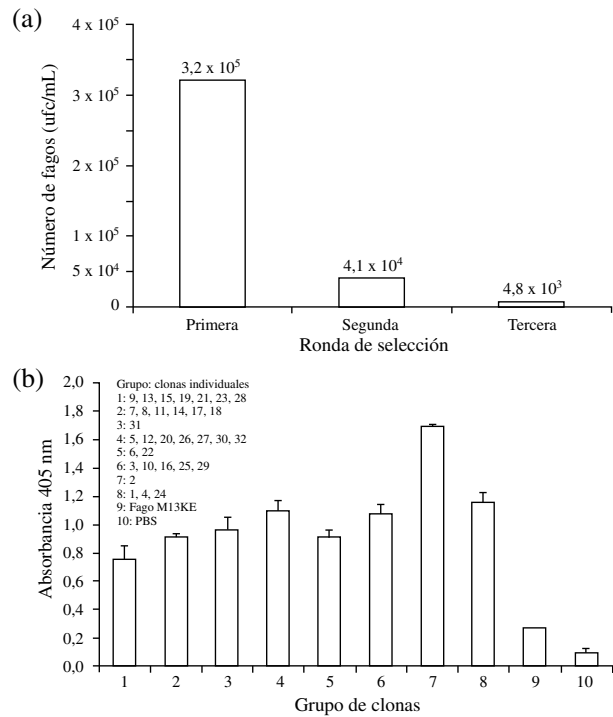 (a)
Número de fagos (ufc/mL)
4 x 10⁵
3 x 10⁵
2 x 10⁵
1 x 10⁵
5 x 10⁴
0
3,2 x 10⁵
4,1 x 10⁴
4,8 x 10³
Primera Segunda Tercera
Ronda de selección
(b)
Absorbancia 405 nm
2,0
1,8
1,6
1,4
1,2
1,0
0,8
0,6
0,4
0,2
0,0
Grupo: clonas individuales
1: 9, 13, 15, 19, 21, 23, 28
2: 7, 8, 11, 14, 17, 18
3: 31
4: 5, 12, 20, 26, 27, 30, 32
5: 6, 22
6: 3, 10, 16, 25, 29
7: 2
8: 1, 4, 24
9: Fago M13KE
10: PBS
1 2 3 4 5 6 7 8 9 10
Grupo de clonas